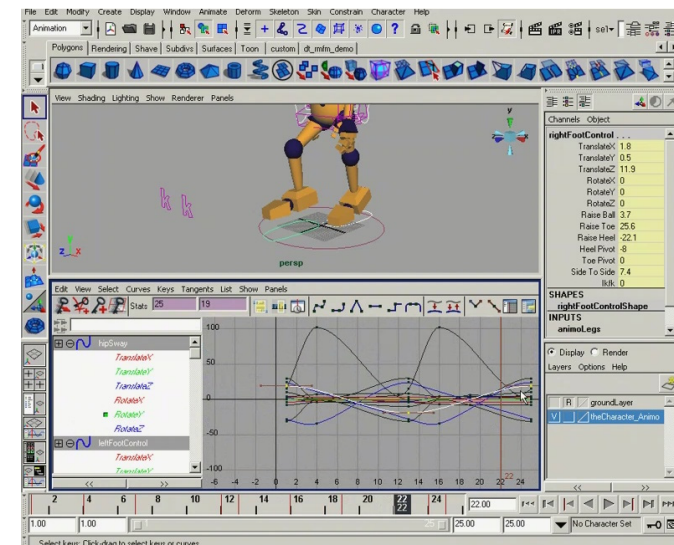 File Edit Modify Create Display Window Animate Deform Skeleton Skin Constrain Character Help
Animation
sel-
Polygons Rendering Shave Subdivs Surfaces Toon custom dt_mfm_demo
View Shading Lighting Show Renderer Panels
y
k k
z x
persp
Channels Object
rightFootControl . . .
TranslateX 1.8
TranslateY 0.5
TranslateZ 11.9
RotateX 0
RotateY 0
RotateZ 0
Raise Ball 3.7
Raise Toe 25.6
Raise Heel -22.1
Heel Pivot -8
Toe Pivot 0
Side To Side 7.4
Ikfk 0
SHAPES
rightFootControlShape
INPUTS
animoLegs
Edit View Select Curves Keys Tangents List Show Panels
Stats 25 19
hipSway
TranslateX
TranslateY
TranslateZ
RotateX
RotateY
RotateZ
leftFootControl
TranslateX
TranslateY
<< >>
100
50
0
-50
-100
-6 -4 -2 0 2 4 6 8 10 12 14 16 18 20 22 24
22
Display Render
Layers Options Help
R groundLayer
V theCharacter_Animo
<< >>
2 4 6 8 10 12 14 16 18 20 22 24
22
22.00
1.00 1.00 1 25 25.00 25.00 No Character Set
Select keys: Click-drag to select keys or curves